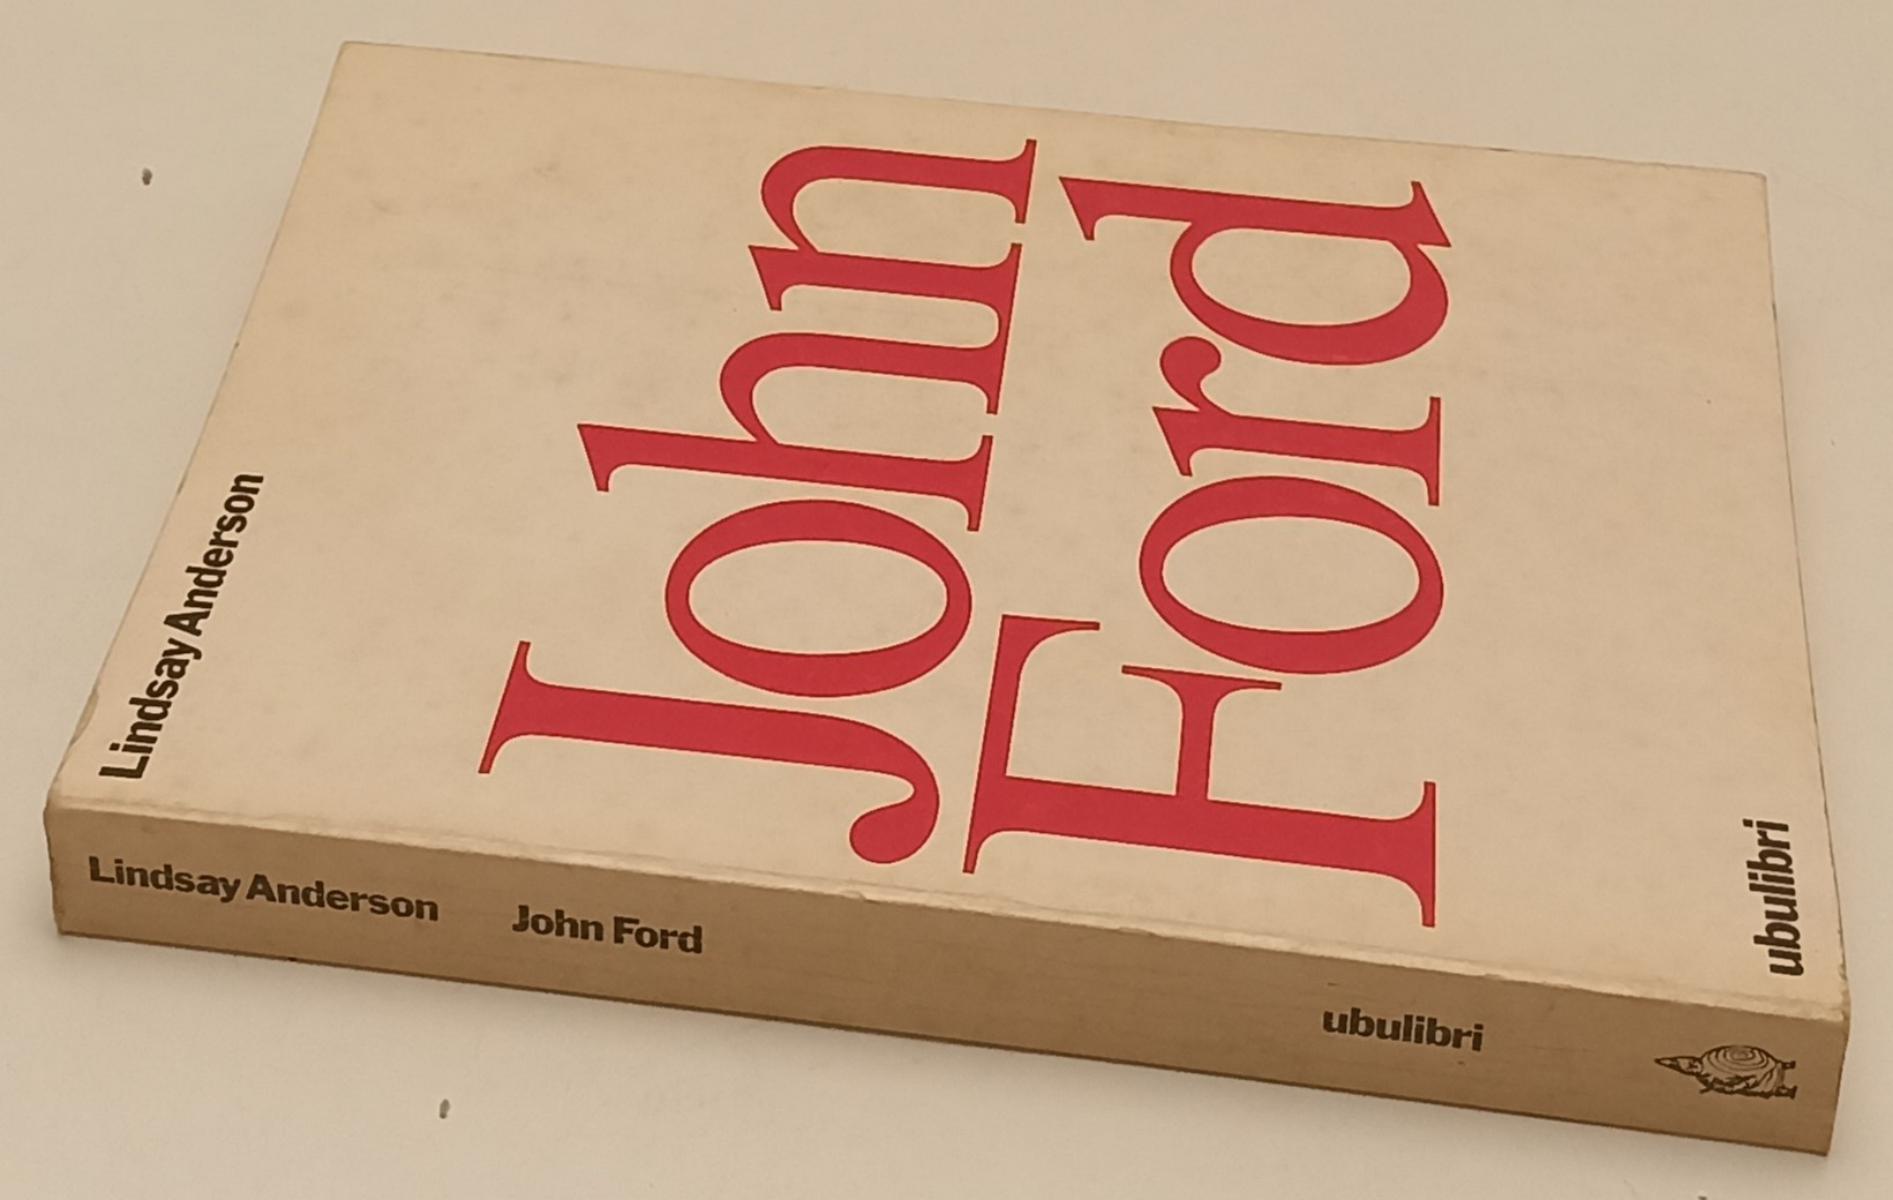 Lindsay Anderson
John
Ford
ubulibri
Lindsay Anderson John Ford ubulibri